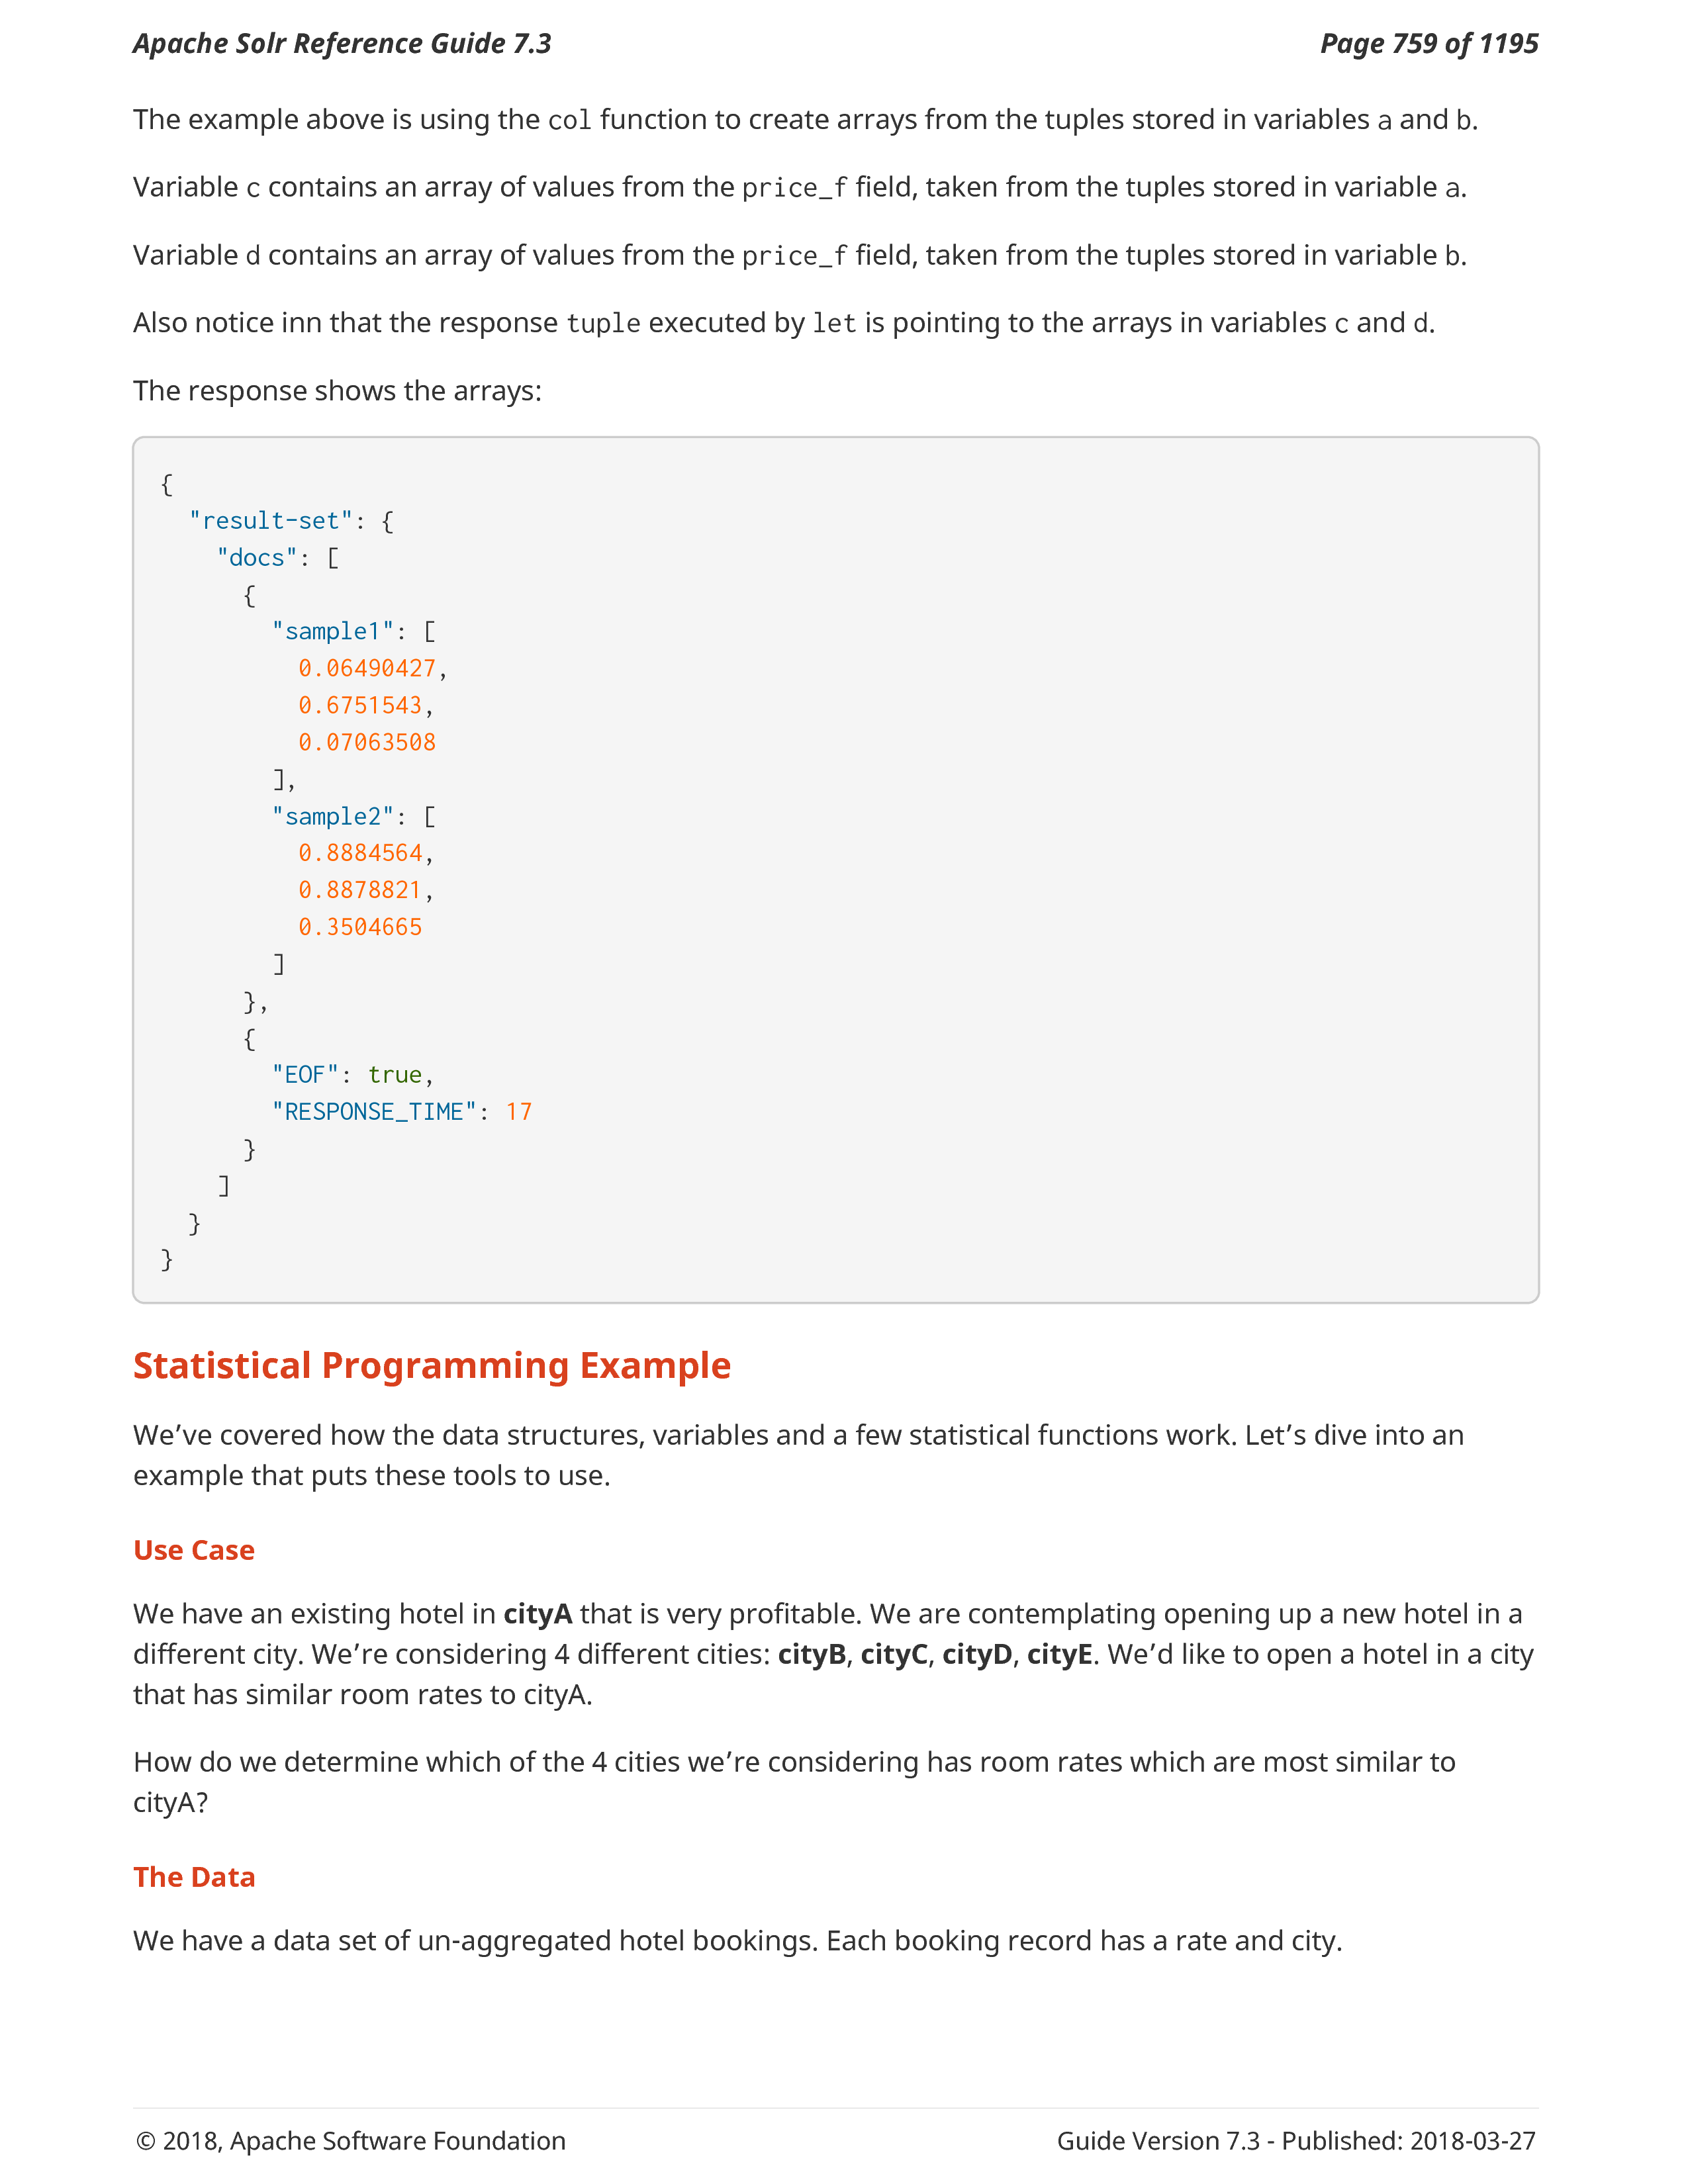 Apache Solr Reference Guide 7.3 Page 759 of 1195
The example above is using the col function to create arrays from the tuples stored in variables a and b.
Variable c contains an array of values from the price_f field, taken from the tuples stored in variable a.
Variable d contains an array of values from the price_f field, taken from the tuples stored in variable b.
Also notice inn that the response tuple executed by let is pointing to the arrays in variables c and d.
The response shows the arrays:
{
  "result-set": {
    "docs": [
      {
        "sample1": [
          0.06490427,
          0.6751543,
          0.07063508
        ],
        "sample2": [
          0.8884564,
          0.8878821,
          0.3504665
        ]
      },
      {
        "EOF": true,
        "RESPONSE_TIME": 17
      }
    ]
  }
}
Statistical Programming Example
We’ve covered how the data structures, variables and a few statistical functions work. Let’s dive into an
example that puts these tools to use.
Use Case
We have an existing hotel in cityA that is very profitable. We are contemplating opening up a new hotel in a
different city. We’re considering 4 different cities: cityB, cityC, cityD, cityE. We’d like to open a hotel in a city
that has similar room rates to cityA.
How do we determine which of the 4 cities we’re considering has room rates which are most similar to
cityA?
The Data
We have a data set of un-aggregated hotel bookings. Each booking record has a rate and city.
© 2018, Apache Software Foundation Guide Version 7.3 - Published: 2018-03-27